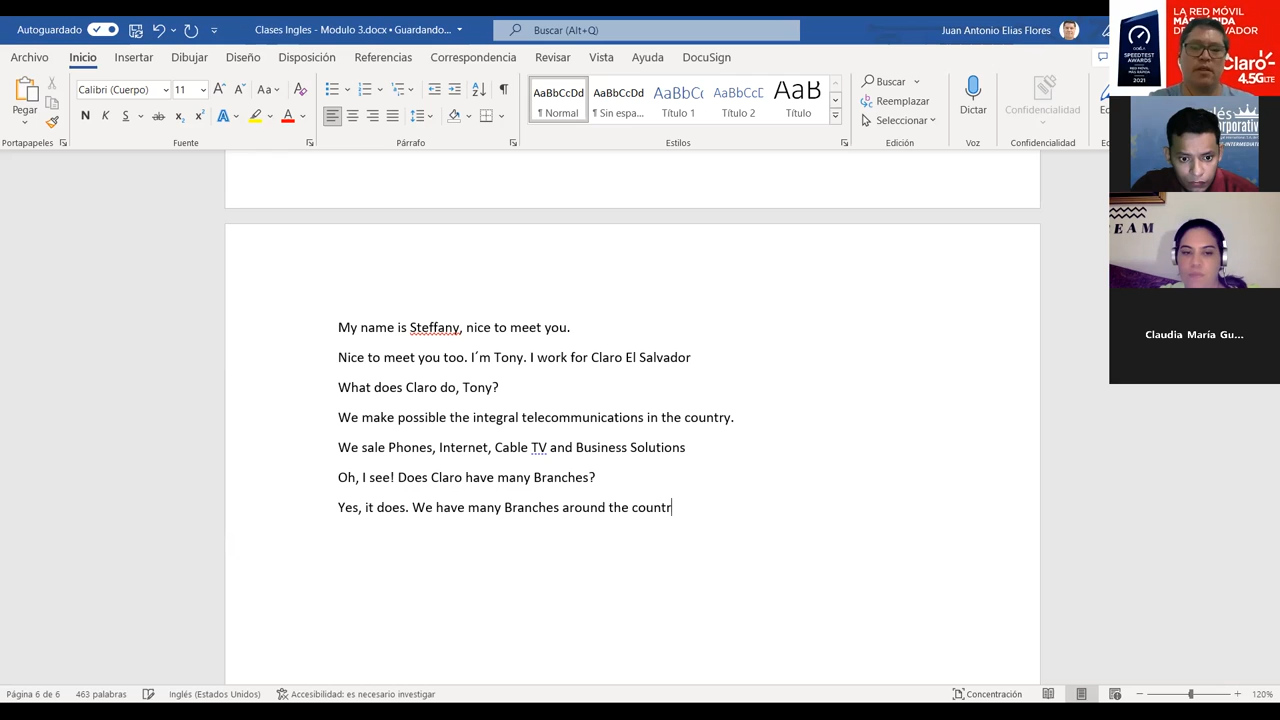 Autoguardado
Clases Ingles - Modulo 3.docx • Guardando...
Buscar (Alt+Q)
Juan Antonio Elias Flores
Archivo
Inicio
Insertar
Dibujar
Diseño
Disposición
Referencias
Correspondencia
Revisar
Vista
Ayuda
DocuSign
Pegar
Calibri (Cuerpo)
11
AaBbCcDd
¶ Normal
AaBbCcDd
¶ Sin espa...
AaBbCc
Título 1
AaBbCcC
Título 2
AaB
Título
Buscar
Reemplazar
Seleccionar
Dictar
Confidencialidad
Portapapeles
Fuente
Párrafo
Estilos
Edición
Voz
Confidencialidad
My name is Steffany, nice to meet you.
Nice to meet you too. I´m Tony. I work for Claro El Salvador
What does Claro do, Tony?
We make possible the integral telecommunications in the country.
We sale Phones, Internet, Cable TV and Business Solutions
Oh, I see! Does Claro have many Branches?
Yes, it does. We have many Branches around the countr
LA RED MÓVIL
SPEEDTEST
AWARDS
2021
Claro
4.5G LTE
EAM
Claudia María Gu...
Página 6 de 6
463 palabras
Inglés (Estados Unidos)
Accesibilidad: es necesario investigar
Concentración
120%